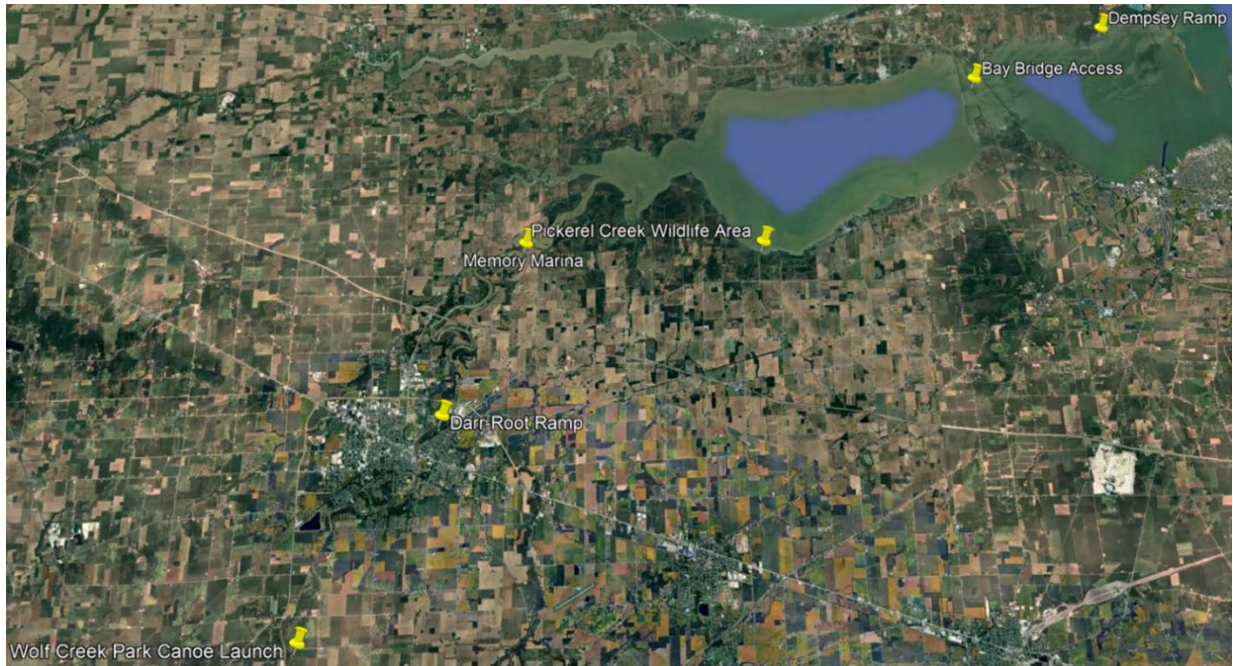 Dempsey Ramp
Bay Bridge Access
Pickerel Creek Wildlife Area
Memory Marina
Darr-Root Ramp
Wolf Creek Park Canoe Launch